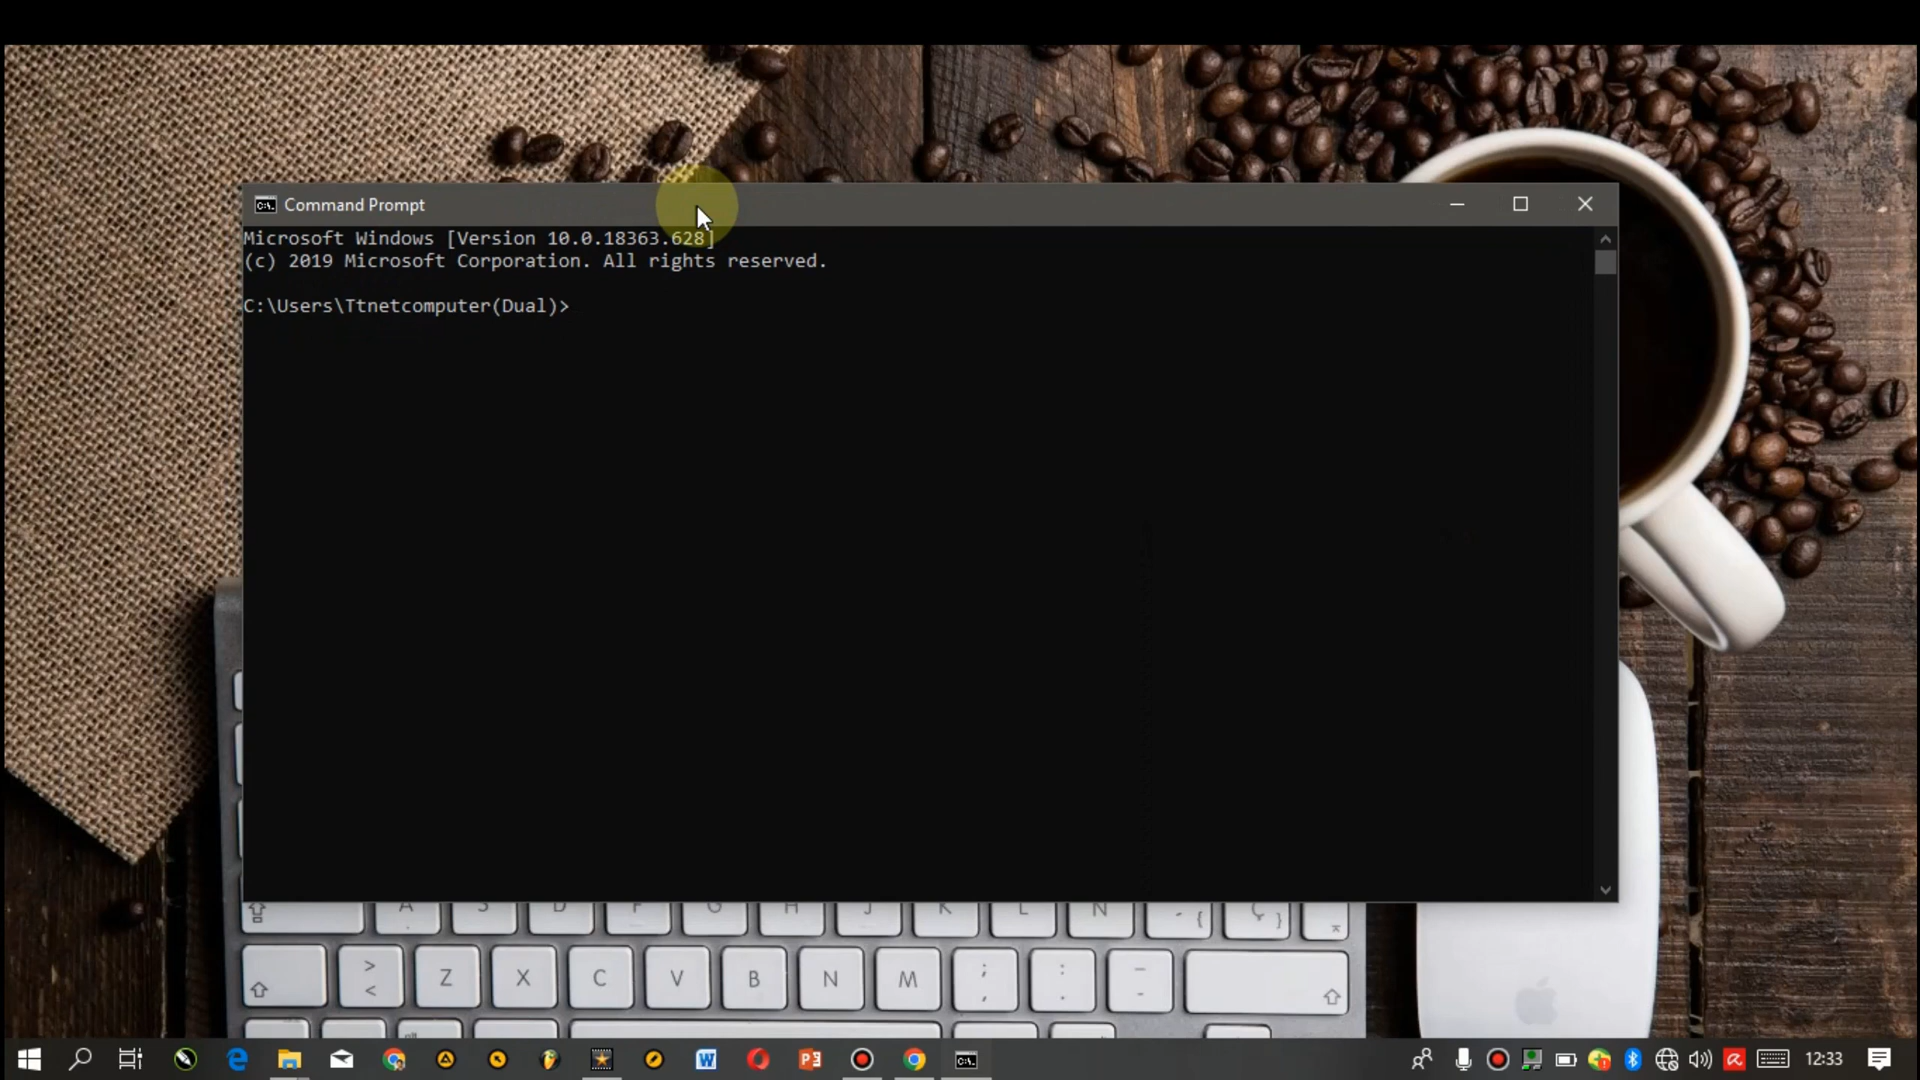 Command Prompt
Microsoft Windows [Version 10.0.18363.628]
(c) 2019 Microsoft Corporation. All rights reserved.
C:\Users\Ttnetcomputer(Dual)>
A S D F G H J K L N { Ç }
> < Z X C V B N M ; , : . _ -
12:33